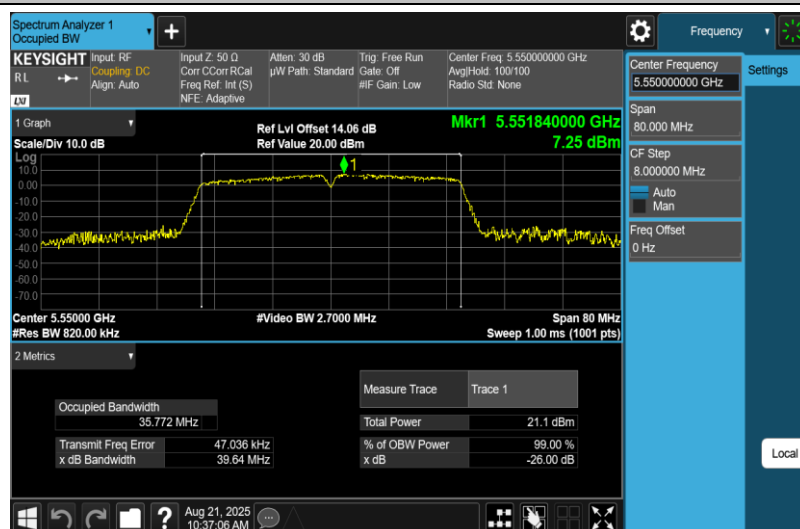 Spectrum Analyzer 1
Occupied BW
+
Frequency
KEYSIGHT
R L
LXI
Input: RF
Coupling: DC
Align: Auto
Input Z: 50 Ω
Corr CCorr RCal
Freq Ref: Int (S)
NFE: Adaptive
Atten: 30 dB
µW Path: Standard
Trig: Free Run
Gate: Off
#IF Gain: Low
Center Freq: 5.550000000 GHz
Avg|Hold: 100/100
Radio Std: None
Center Frequency
5.550000000 GHz
Settings
Span
80.000 MHz
CF Step
8.000000 MHz
Auto
Man
Freq Offset
0 Hz
Local
1 Graph
Scale/Div 10.0 dB
Ref Lvl Offset 14.06 dB
Ref Value 20.00 dBm
Mkr1 5.551840000 GHz
7.25 dBm
Log
1
10.0
0.00
-10.0
-20.0
-30.0
-40.0
-50.0
-60.0
-70.0
Center 5.55000 GHz
#Res BW 820.00 kHz
#Video BW 2.7000 MHz
Span 80 MHz
Sweep 1.00 ms (1001 pts)
2 Metrics
Measure Trace Trace 1
Occupied Bandwidth
35.772 MHz
Total Power 21.1 dBm
Transmit Freq Error 47.036 kHz
% of OBW Power 99.00 %
x dB Bandwidth 39.64 MHz
x dB -26.00 dB
?
Aug 21, 2025
10:37:06 AM